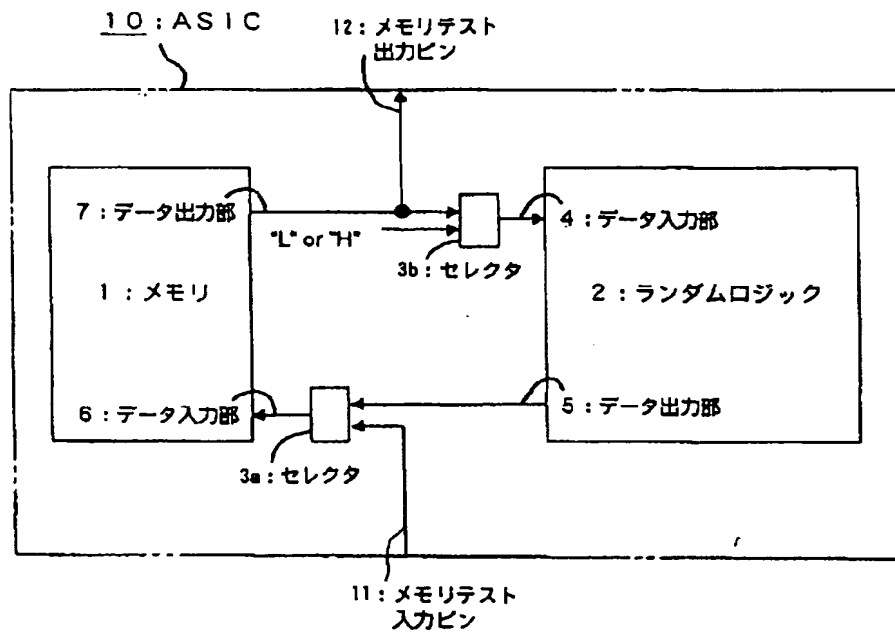 10：ASIC
12：メモリテスト
出力ピン
7：データ出力部
"L" or "H"
3b：セレクタ
4：データ入力部
1：メモリ
2：ランダムロジック
6：データ入力部
3a：セレクタ
5：データ出力部
11：メモリテスト
入力ピン